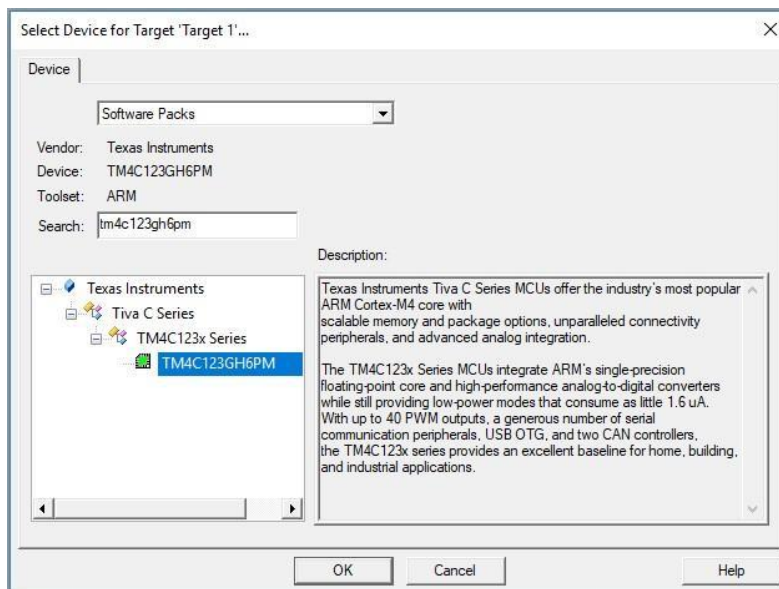 Select Device for Target 'Target 1'...
Device
Software Packs
Vendor: Texas Instruments
Device: TM4C123GH6PM
Toolset: ARM
Search: tm4c123gh6pm
Description:
Texas Instruments
Tiva C Series
TM4C123x Series
TM4C123GH6PM
Texas Instruments Tiva C Series MCUs offer the industry's most popular
ARM Cortex-M4 core with
scalable memory and package options, unparalleled connectivity
peripherals, and advanced analog integration.
The TM4C123x Series MCUs integrate ARM's single-precision
floating-point core and high-performance analog-to-digital converters
while still providing low-power modes that consume as little 1.6 uA.
With up to 40 PWM outputs, a generous number of serial
communication peripherals, USB OTG, and two CAN controllers,
the TM4C123x series provides an excellent baseline for home, building,
and industrial applications.
OK
Cancel
Help